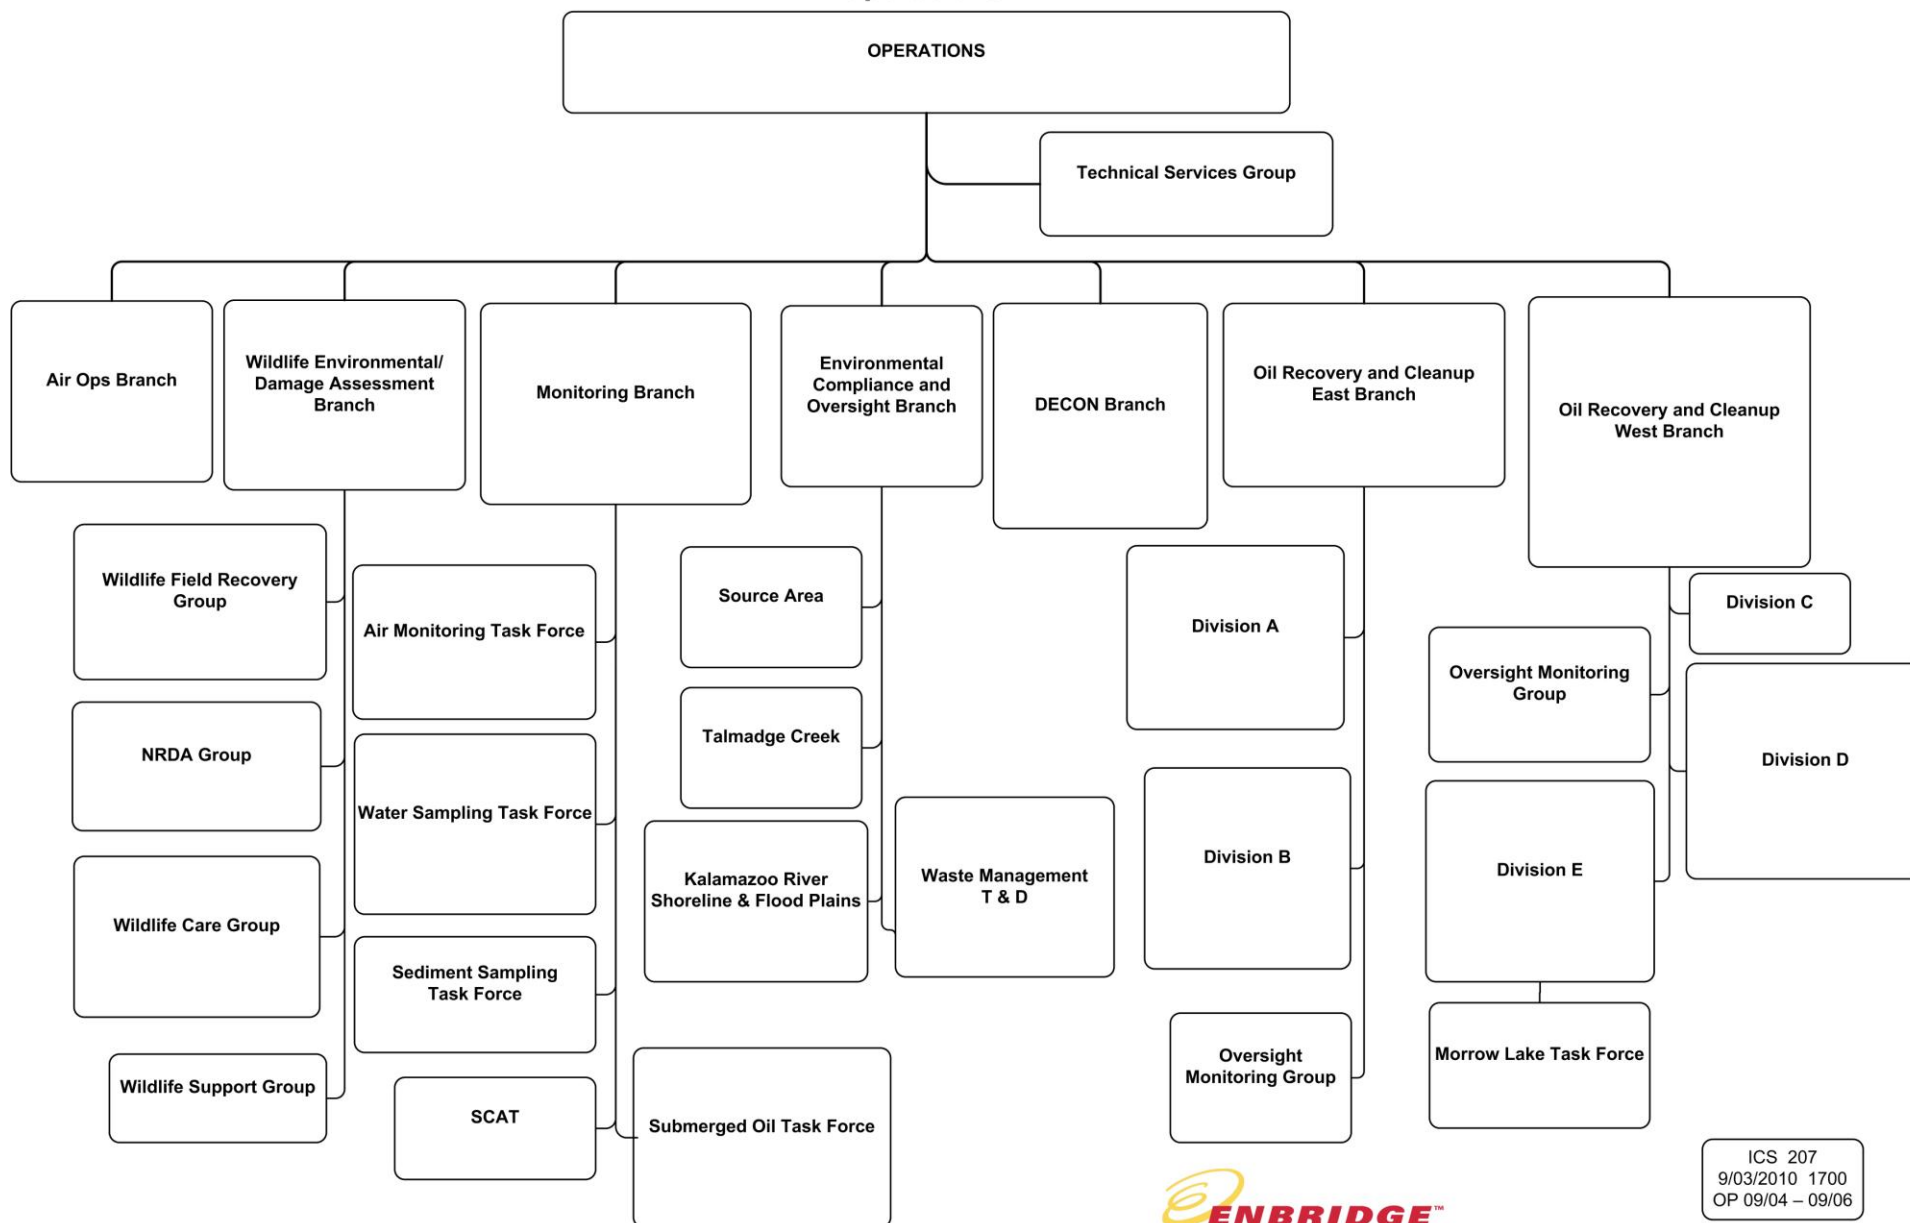 OPERATIONS
Technical Services Group
Air Ops Branch
Wildlife Environmental/
Damage Assessment
Branch
Monitoring Branch
Environmental
Compliance and
Oversight Branch
DECON Branch
Oil Recovery and Cleanup
East Branch
Oil Recovery and Cleanup
West Branch
Wildlife Field Recovery
Group
NRDA Group
Wildlife Care Group
Wildlife Support Group
Air Monitoring Task Force
Water Sampling Task Force
Sediment Sampling
Task Force
SCAT
Submerged Oil Task Force
Source Area
Talmadge Creek
Kalamazoo River
Shoreline & Flood Plains
Waste Management
T & D
Division A
Division B
Oversight
Monitoring Group
Division C
Oversight Monitoring
Group
Division D
Division E
Morrow Lake Task Force
ENBRIDGE™
ICS 207
9/03/2010 1700
OP 09/04 – 09/06